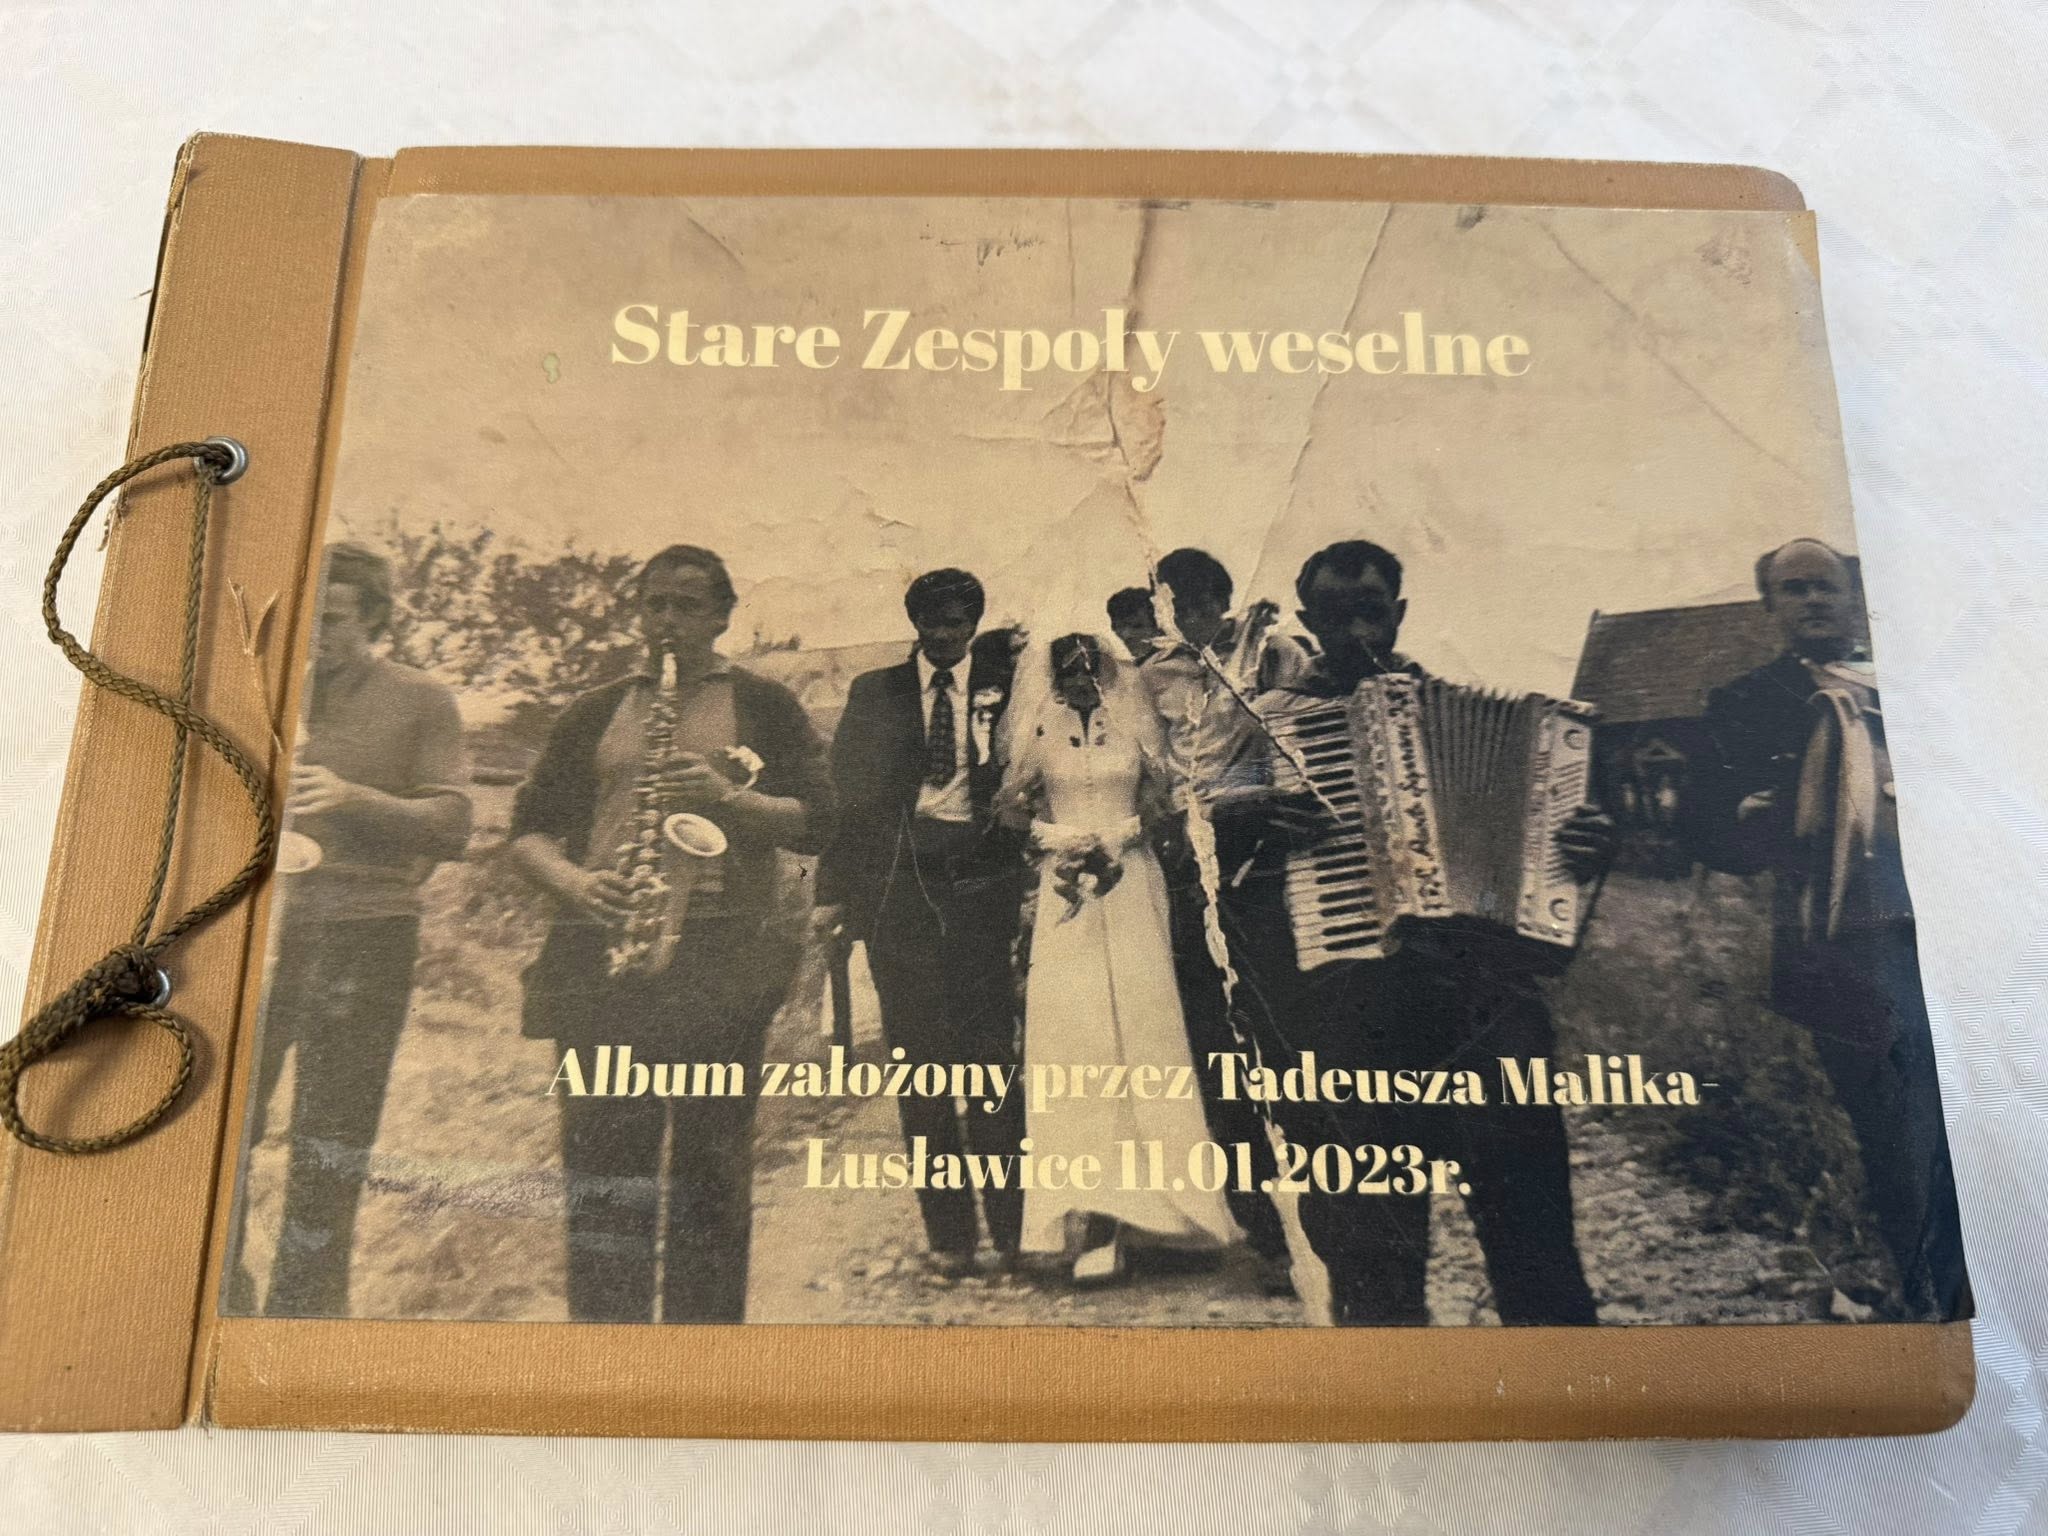 Stare Zespoły weselne
Album założony przez Tadeusza Malika-
Lusławice 11.01.2023r.